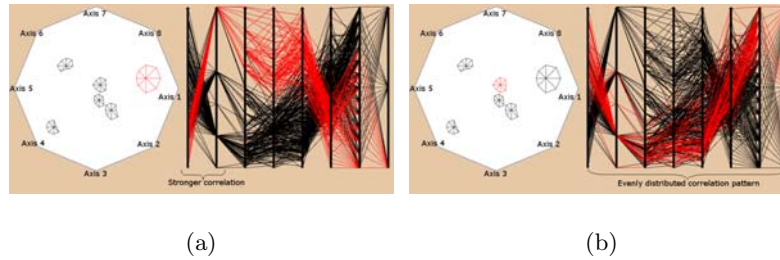 Axis 7
Axis 6
Axis 8
Axis 5
Axis 1
Axis 4
Axis 2
Axis 3
Stronger correlation
(a)
Axis 7
Axis 6
Axis 8
Axis 5
Axis 1
Axis 4
Axis 2
Axis 3
Evenly distributed correlation pattern
(b)